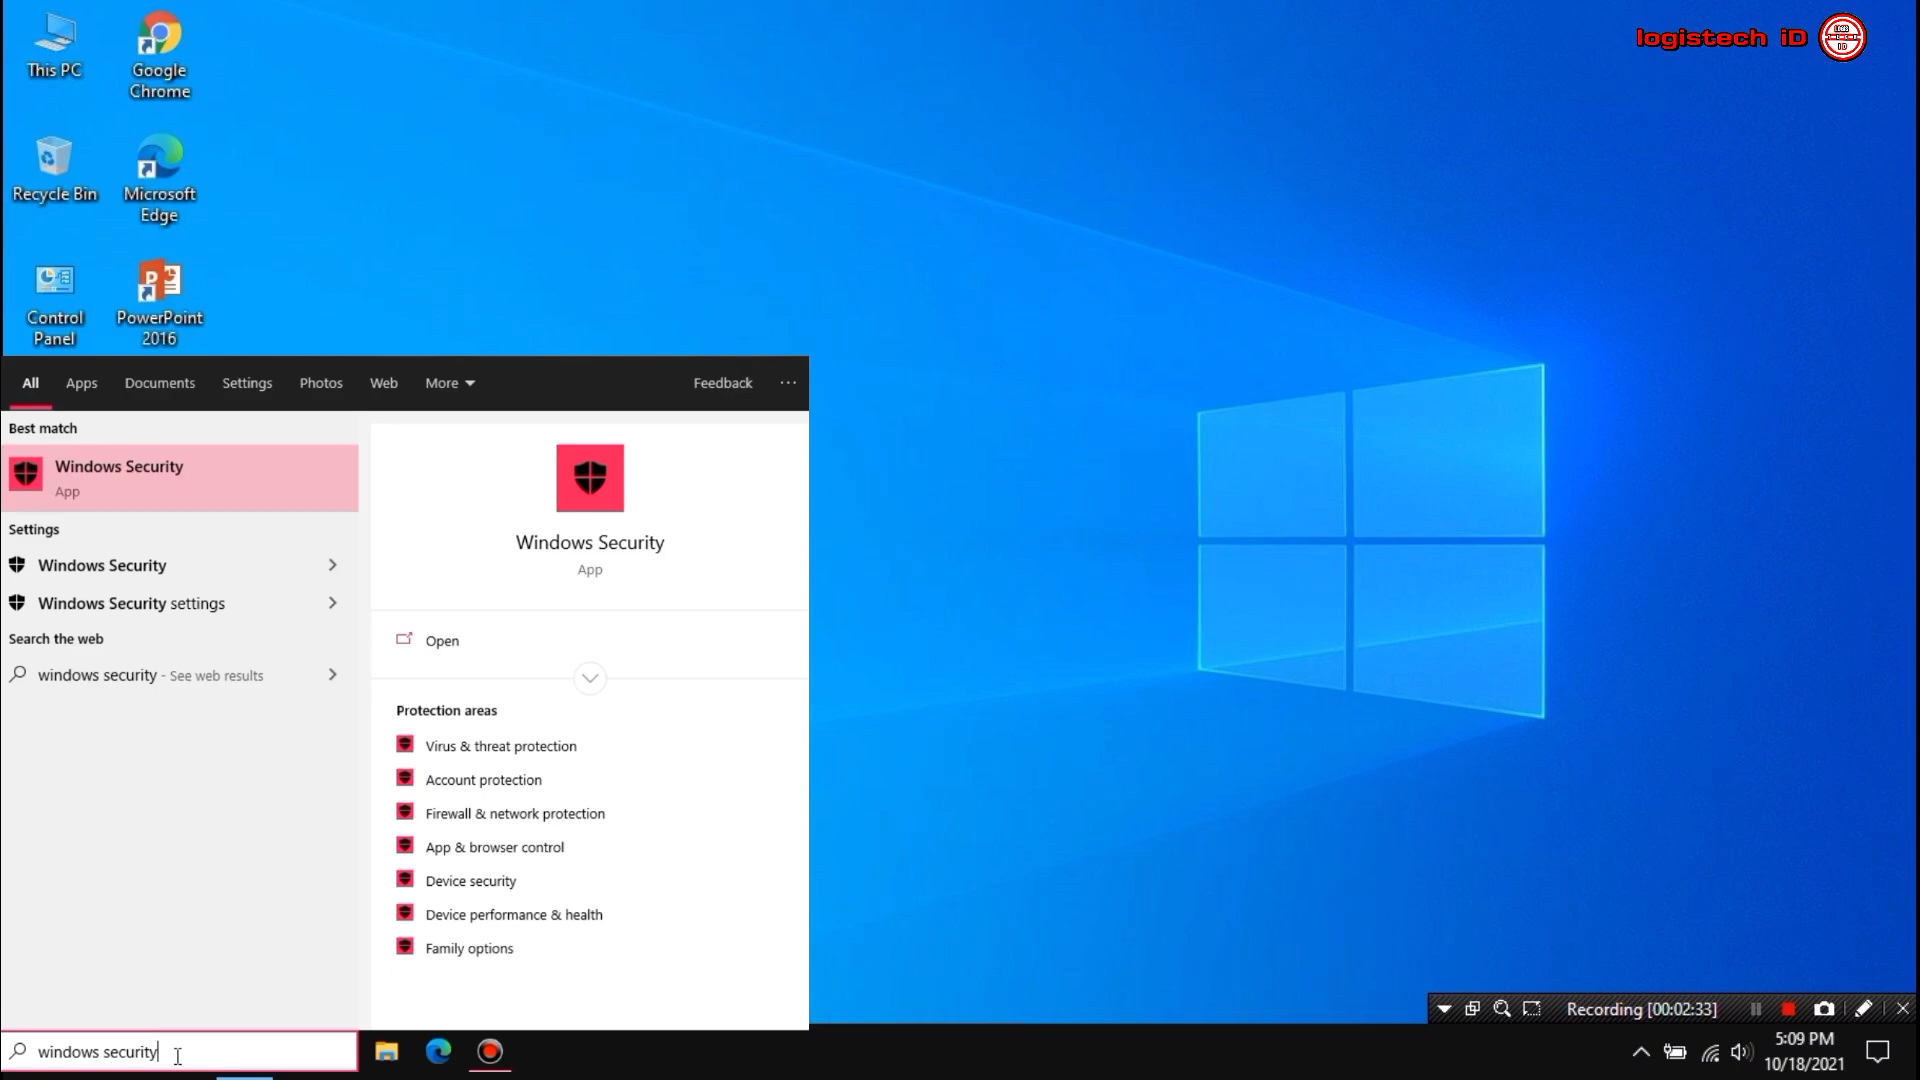 logistech iD
This PC
Google
Chrome
Recycle Bin
Microsoft
Edge
Control
Panel
PowerPoint
2016
All Apps Documents Settings Photos Web More Feedback ...
Best match
Windows Security
App
Settings
Windows Security
Windows Security settings
Search the web
windows security - See web results
Windows Security
App
Open
Protection areas
Virus & threat protection
Account protection
Firewall & network protection
App & browser control
Device security
Device performance & health
Family options
Recording [00:02:33]
windows security
5:09 PM
10/18/2021